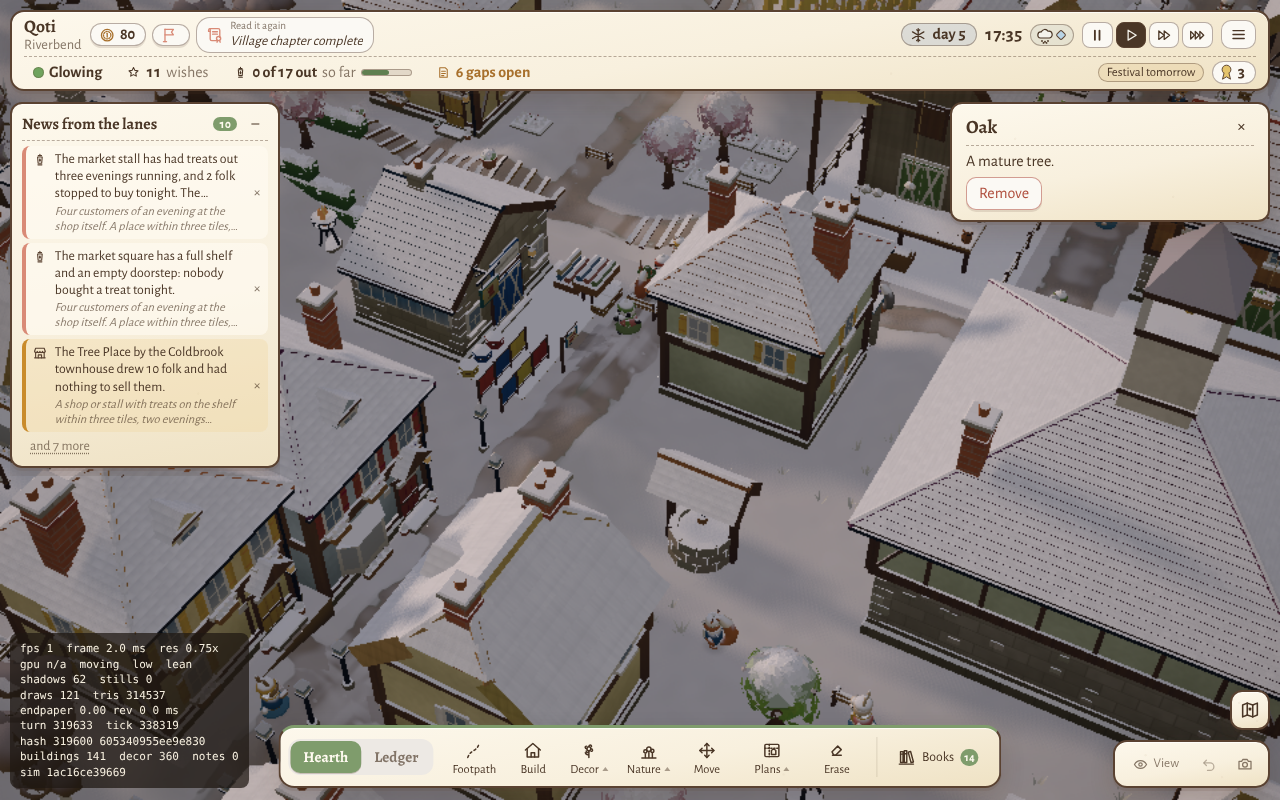 Qoti
Riverbend
80
Read it again
Village chapter complete
day 5
17:35
Glowing
11 wishes
0 of 17 out so far
6 gaps open
Festival tomorrow
3
News from the lanes
10
The market stall has had treats out
three evenings running, and 2 folk
stopped to buy tonight. The…
Four customers of an evening at the
shop itself. A place within three tiles,…
The market square has a full shelf
and an empty doorstep: nobody
bought a treat tonight.
Four customers of an evening at the
shop itself. A place within three tiles,…
The Tree Place by the Coldbrook
townhouse drew 10 folk and had
nothing to sell them.
A shop or stall with treats on the shelf
within three tiles, two evenings…
and 7 more
Oak
A mature tree.
Remove
fps 1 frame 2.0 ms res 0.75x
gpu n/a moving low lean
shadows 62 stills 0
draws 121 tris 314537
endpaper 0.00 rev 0 0 ms
turn 319633 tick 338319
hash 319600 605340955ee9e830
buildings 141 decor 360 notes 0
sim 1ac16ce39669
Hearth
Ledger
Footpath
Build
Decor
Nature
Move
Plans
Erase
Books
14
View